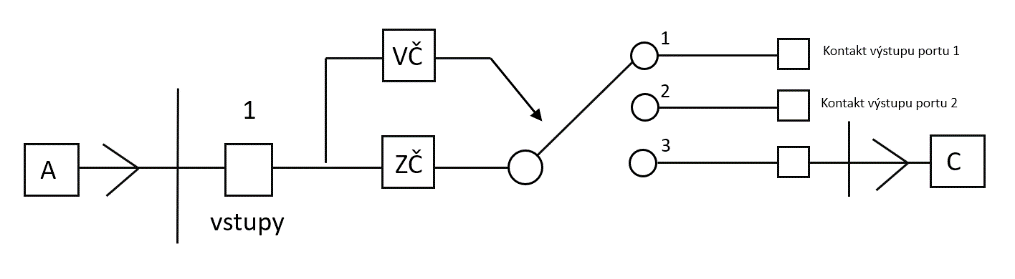 VČ
1
Kontakt výstupu portu 1
2
Kontakt výstupu portu 2
1
A
ZČ
3
C
vstupy